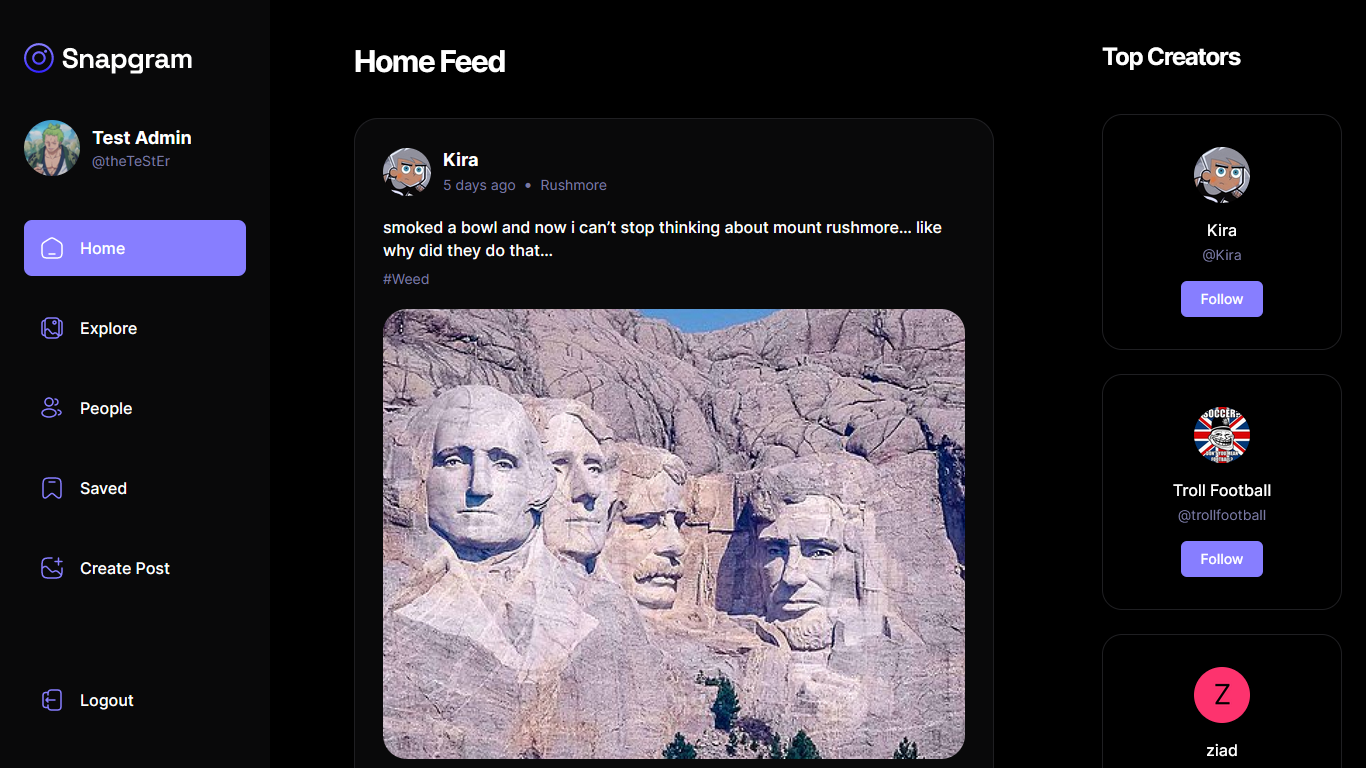 Snapgram
Test Admin
@theTeStEr
Home
Explore
People
Saved
Create Post
Logout
Home Feed
Kira
5 days ago • Rushmore
smoked a bowl and now i can’t stop thinking about mount rushmore... like
why did they do that...
#Weed
Top Creators
Kira
@Kira
Follow
SOCCER?
Troll Football
@trollfootball
Follow
Z
ziad